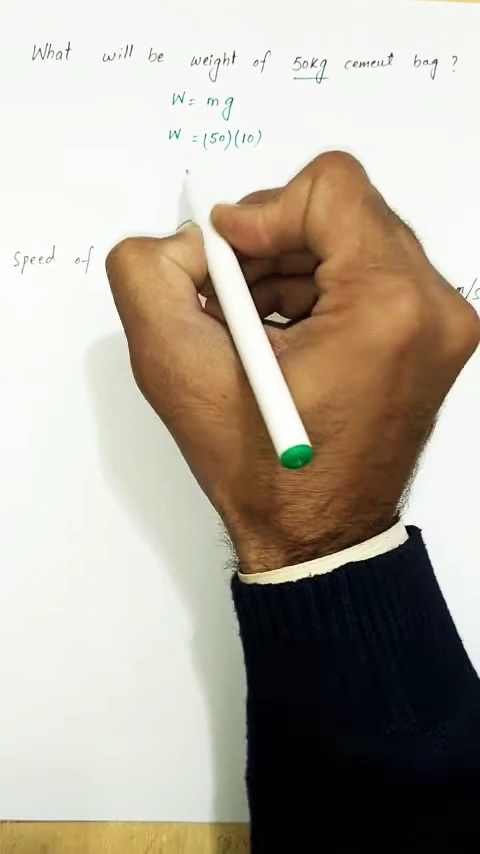 What will be weight of 50kg cement bag ?
W = mg
W = (50)(10)
Speed of